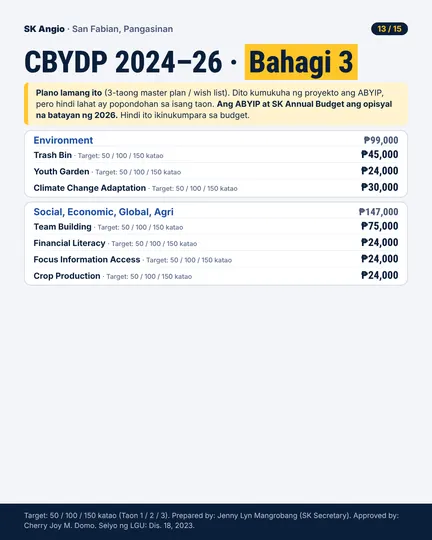 SK Angio · San Fabian, Pangasinan
13 / 15
CBYDP 2024–26 · Bahagi 3
Plano lamang ito (3-taong master plan / wish list). Dito kumukuha ng proyekto ang ABYIP,
pero hindi lahat ay popondohan sa isang taon. Ang ABYIP at SK Annual Budget ang opisyal
na batayan ng 2026. Hindi ito ikinukumpara sa budget.
Environment ₱99,000
Trash Bin · Target: 50 / 100 / 150 katao ₱45,000
Youth Garden · Target: 50 / 100 / 150 katao ₱24,000
Climate Change Adaptation · Target: 50 / 100 / 150 katao ₱30,000
Social, Economic, Global, Agri ₱147,000
Team Building · Target: 50 / 100 / 150 katao ₱75,000
Financial Literacy · Target: 50 / 100 / 150 katao ₱24,000
Focus Information Access · Target: 50 / 100 / 150 katao ₱24,000
Crop Production · Target: 50 / 100 / 150 katao ₱24,000
Target: 50 / 100 / 150 katao (Taon 1 / 2 / 3). Prepared by: Jenny Lyn Mangrobang (SK Secretary). Approved by:
Cherry Joy M. Domo. Selyo ng LGU: Dis. 18, 2023.